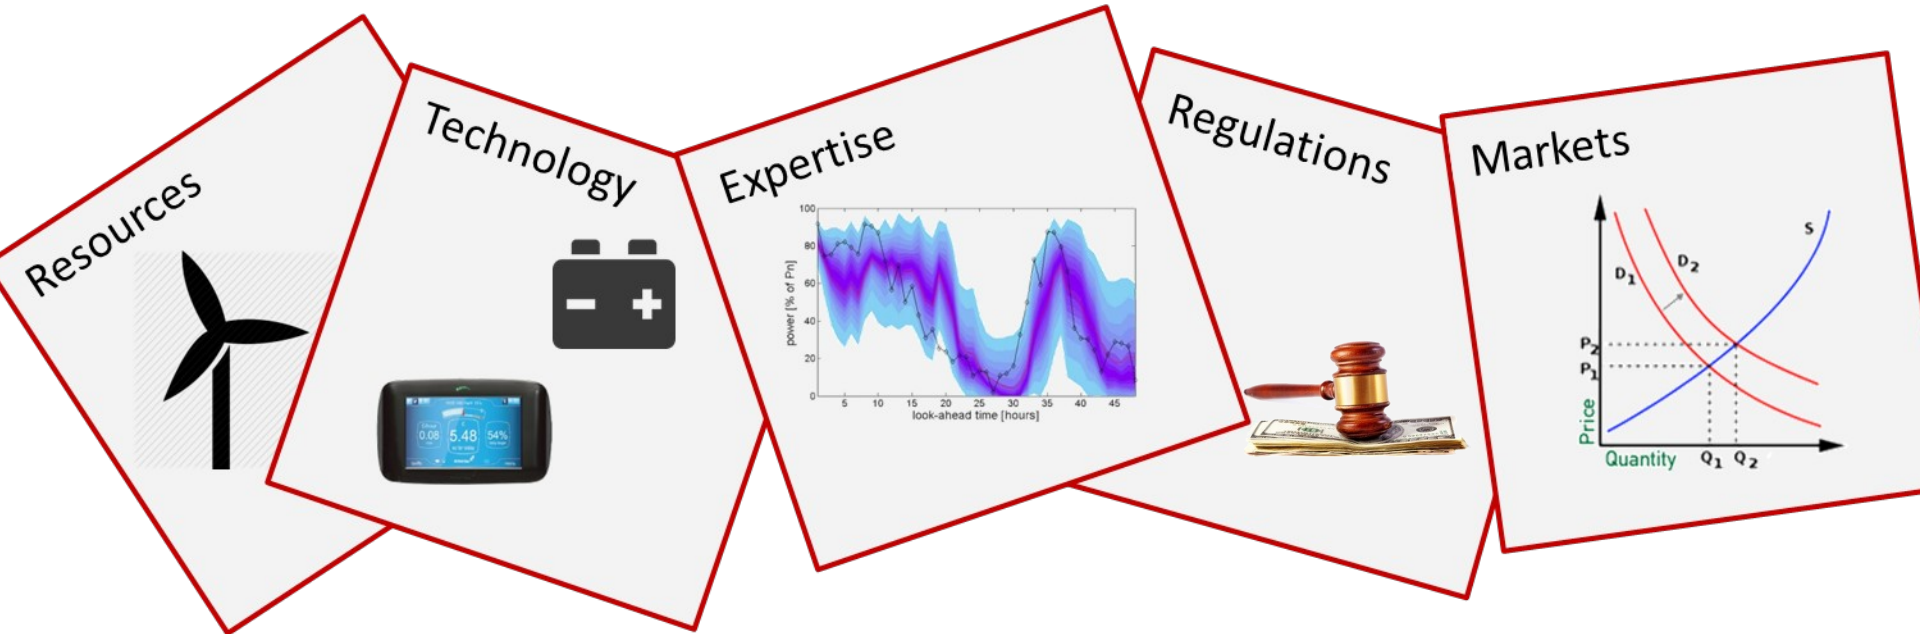 Resources
Technology
0.08
5.48
54%
Expertise
power [% of Pn]
100
80
60
40
20
0
5 10 15 20 25 30 35 40 45
look-ahead time [hours]
Regulations
Markets
S
D2
D1
P2
P1
Price
Quantity
Q1 Q2